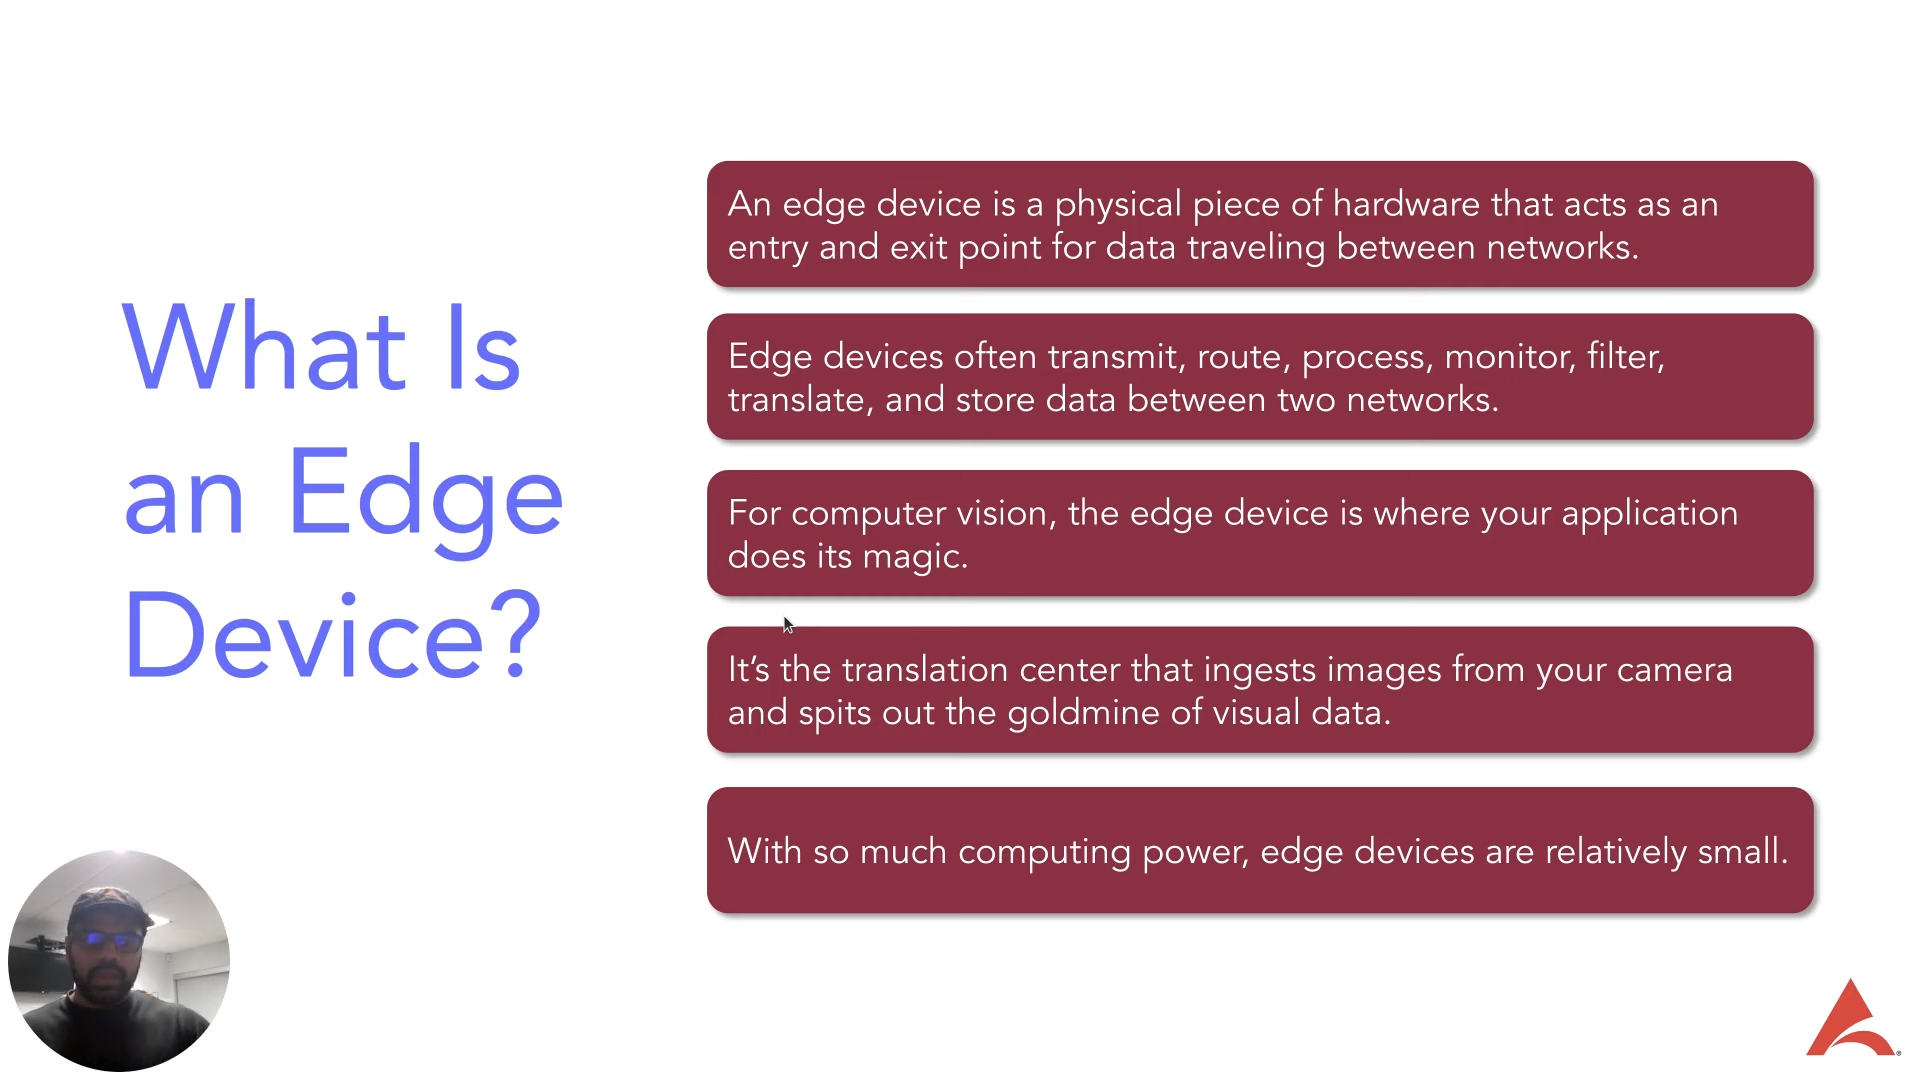 What Is
an Edge
Device?
An edge device is a physical piece of hardware that acts as an
entry and exit point for data traveling between networks.
Edge devices often transmit, route, process, monitor, filter,
translate, and store data between two networks.
For computer vision, the edge device is where your application
does its magic.
It’s the translation center that ingests images from your camera
and spits out the goldmine of visual data.
With so much computing power, edge devices are relatively small.
®